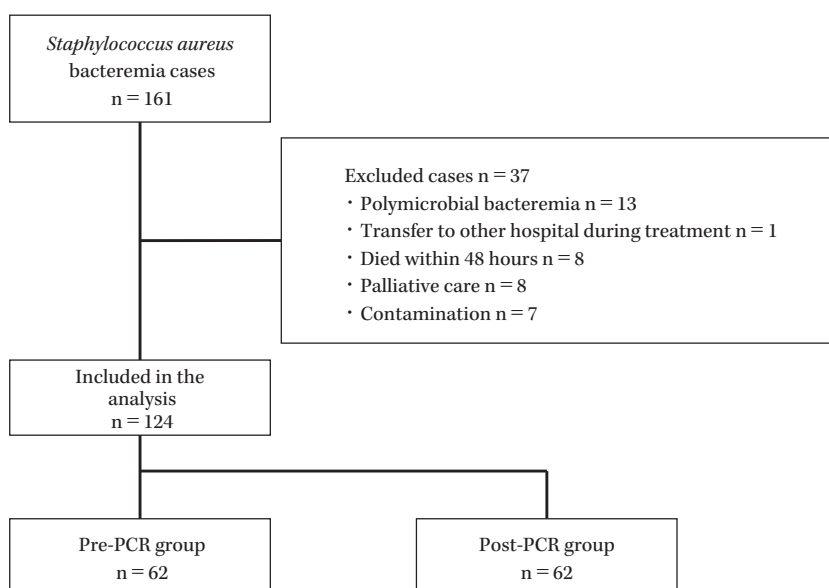 Staphylococcus aureus
bacteremia cases
n = 161
Excluded cases n = 37
・Polymicrobial bacteremia n = 13
・Transfer to other hospital during treatment n = 1
・Died within 48 hours n = 8
・Palliative care n = 8
・Contamination n = 7
Included in the
analysis
n = 124
Pre-PCR group
n = 62
Post-PCR group
n = 62